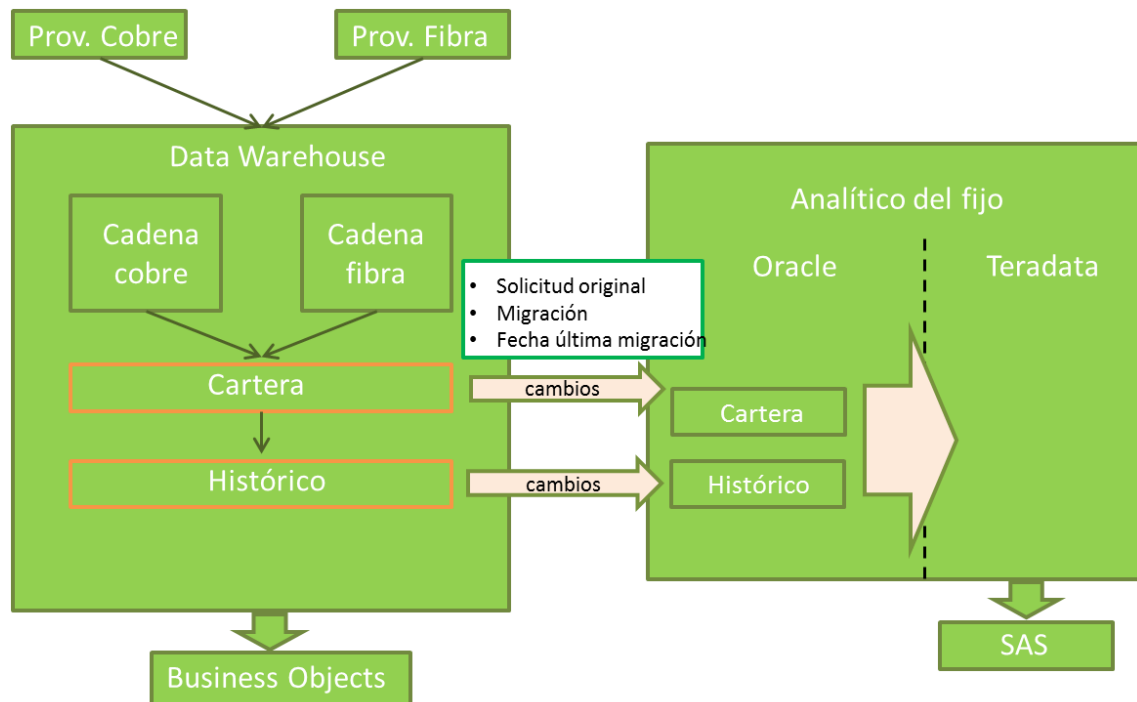 Prov. Cobre
Prov. Fibra
Data Warehouse
Cadena
cobre
Cadena
fibra
Cartera
Histórico
Business Objects
• Solicitud original
• Migración
• Fecha última migración
cambios
cambios
Analítico del fijo
Oracle
Teradata
Cartera
Histórico
SAS